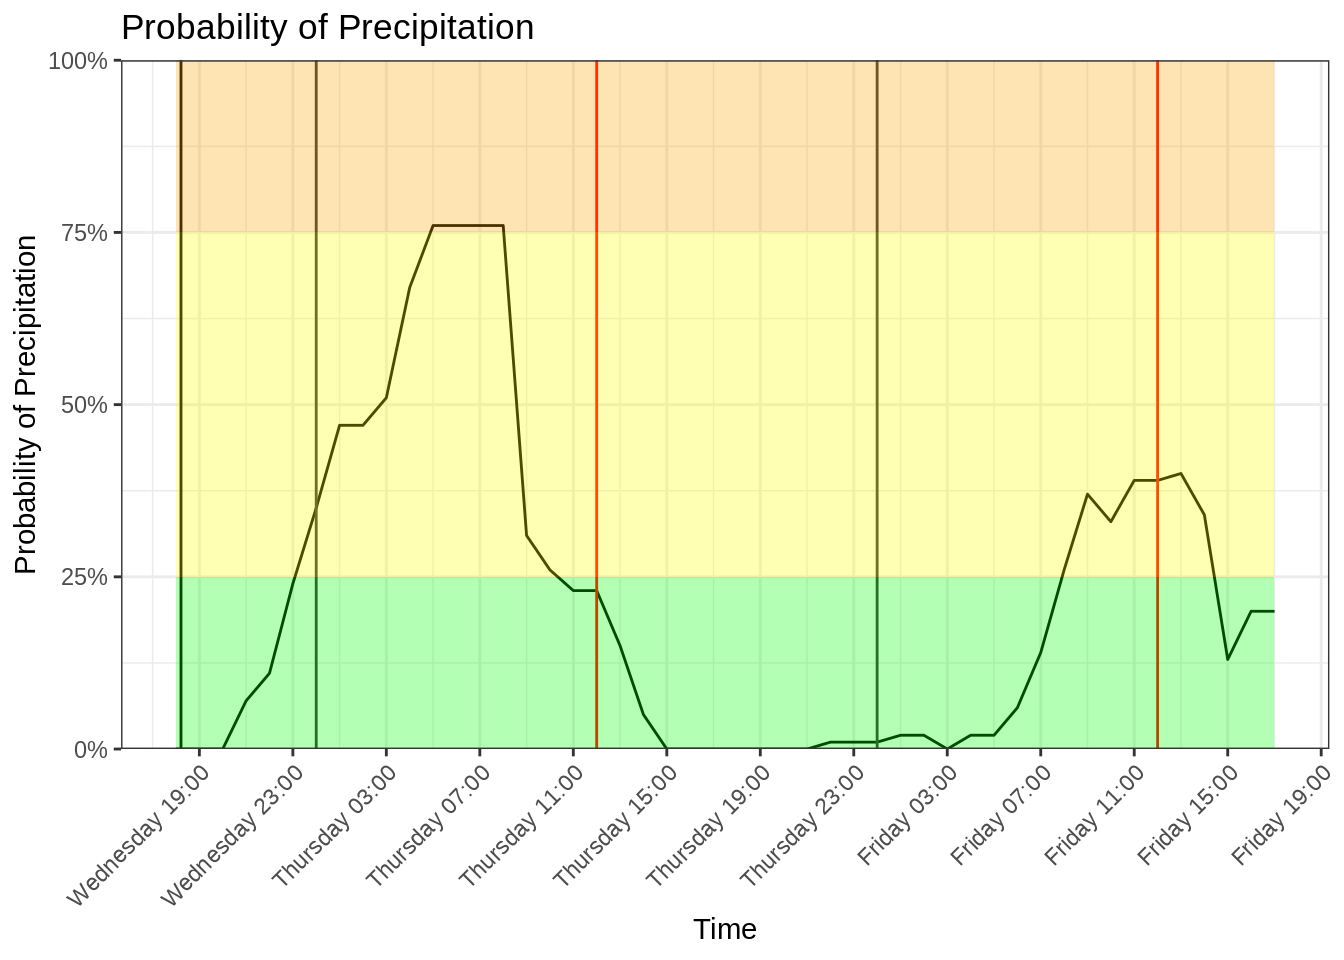 Probability of Precipitation
Probability of Precipitation
100%
75%
50%
25%
0%
Wednesday 19:00
Wednesday 23:00
Thursday 03:00
Thursday 07:00
Thursday 11:00
Thursday 15:00
Thursday 19:00
Thursday 23:00
Friday 03:00
Friday 07:00
Friday 11:00
Friday 15:00
Friday 19:00
Time